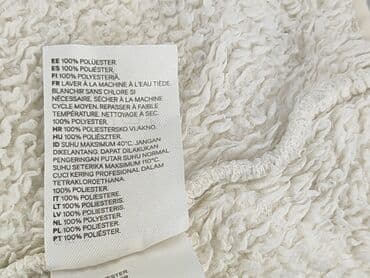 EE 100% POLÜESTER.
ES 100% POLIÉSTER.
FI 100% POLYESTERIÄ.
FR LAVER À LA MACHINE À L'EAU TIÈDE.
BLANCHIR SANS CHLORE SI
NÉCESSAIRE. SÉCHER À LA MACHINE
CYCLE MOYEN. REPASSER À FAIBLE
TEMPÉRATURE. NETTOYAGE À SEC.
100% POLYESTER.
HR 100% POLIESTERSKO VLAKNO.
HU 100% POLIÉSZTER.
ID SUHU MAKSIMUM 40°C. JANGAN
DIKELANTANG. DAPAT DILAKUKAN
PENGERINGAN PUTAR SUHU NORMAL.
SUHU SETERIKA MAKSIMUM 110°C.
CUCI KERING PROFESIONAL DALAM
TETRAKLOROETHANA.
100% POLYESTER.
IT 100% POLIESTERE.
LT 100% POLIESTERIS.
LV 100% POLIESTERIS.
NL 100% POLYESTER.
PL 100% POLIESTER.
PT 100% POLIÉSTER.